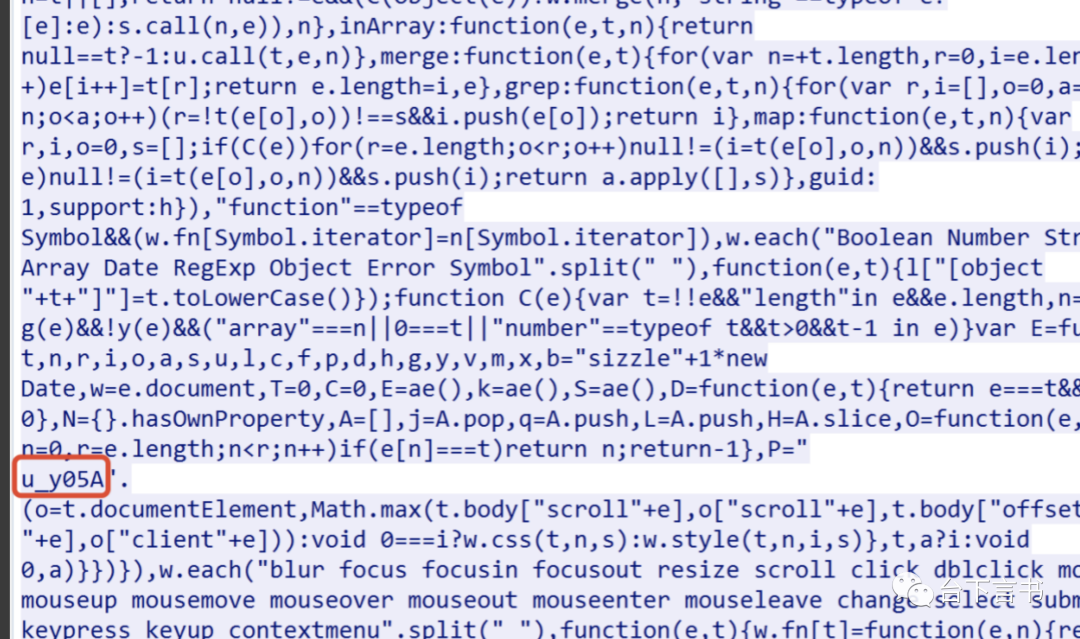 [e]:e):s.call(n,e)),n},inArray:function(e,t,n){return
null==t?-1:u.call(t,e,n)},merge:function(e,t){for(var n=+t.length,r=0,i=e.len
+)e[i++]=t[r];return e.length=i,e},grep:function(e,t,n){for(var r,i=[],o=0,a=
n;o<a;o++)(r=!t(e[o],o))!==s&&i.push(e[o]);return i},map:function(e,t,n){var
r,i,o=0,s=[];if(C(e))for(r=e.length;o<r;o++)null!=(i=t(e[o],o,n))&&s.push(i);
e)null!=(i=t(e[o],o,n))&&s.push(i);return a.apply([],s)},guid:
1,support:h}),"function"==typeof
Symbol&&(w.fn[Symbol.iterator]=n[Symbol.iterator]),w.each("Boolean Number Str
Array Date RegExp Object Error Symbol".split(" "),function(e,t){l["[object
"+t+"]"]=t.toLowerCase()});function C(e){var t=!!e&&"length"in e&&e.length,n=
g(e)&&!y(e)&&("array"===n||0===t||"number"==typeof t&&t>0&&t-1 in e)}var E=fu
t,n,r,i,o,a,s,u,l,c,f,p,d,h,g,y,v,m,x,b="sizzle"+1*new
Date,w=e.document,T=0,C=0,E=ae(),k=ae(),S=ae(),D=function(e,t){return e===t&&
0},N={}.hasOwnProperty,A=[],j=A.pop,q=A.push,L=A.push,H=A.slice,O=function(e,
n=0,r=e.length;n<r;n++)if(e[n]===t)return n;return-1},P="
u_y05A".
(o=t.documentElement,Math.max(t.body["scroll"+e],o["scroll"+e],t.body["offset
"+e],o["client"+e])):void 0===i?w.css(t,n,s):w.style(t,n,i,s)},t,a?i:void
0,a)}})}),w.each("blur focus focusin focusout resize scroll click dblclick mo
mouseup mousemove mouseover mouseout mouseenter mouseleave change select subm
keypress keyup contextmenu".split(" "),function(e,t){w.fn[t]=function(e,n){re
台下言书